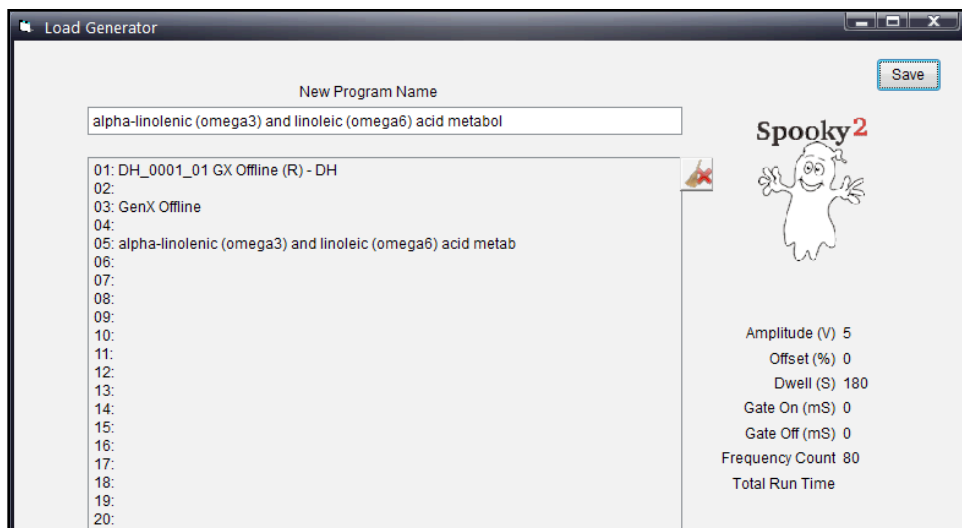 Load Generator
Save
New Program Name
alpha-linolenic (omega3) and linoleic (omega6) acid metabol
Spooky2
01: DH_0001_01 GX Offline (R) - DH
02:
03: GenX Offline
04:
05: alpha-linolenic (omega3) and linoleic (omega6) acid metab
06:
07:
08:
09:
10:
11:
12:
13:
14:
15:
16:
17:
18:
19:
20:
Amplitude (V) 5
Offset (%) 0
Dwell (S) 180
Gate On (mS) 0
Gate Off (mS) 0
Frequency Count 80
Total Run Time